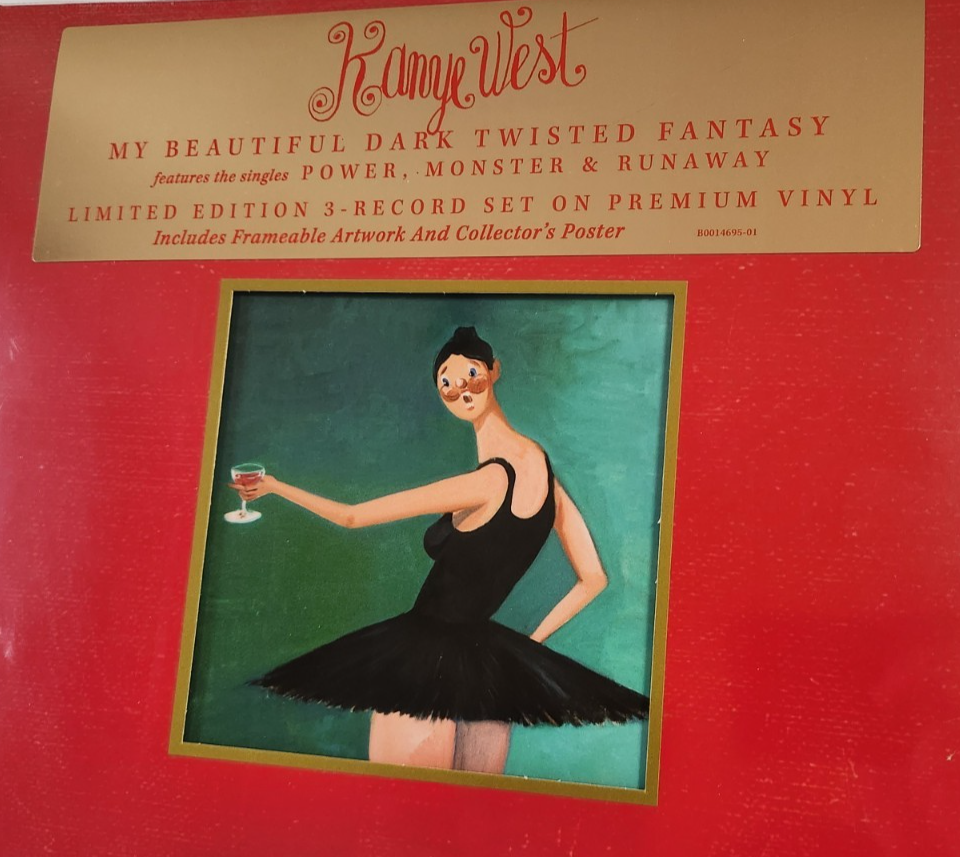 Kanye West
MY BEAUTIFUL DARK TWISTED FANTASY
features the singles POWER, MONSTER & RUNAWAY
LIMITED EDITION 3-RECORD SET ON PREMIUM VINYL
Includes Frameable Artwork And Collector's Poster B0014695-01